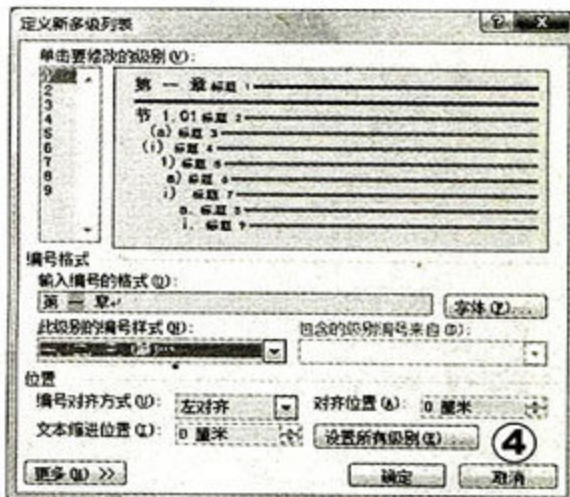 定义新多级列表
单击要修改的级别(V):
1
2
3
4
5
6
7
8
9
第一章标题 1
节 1.01标题 2
(a) 标题 3
(i) 标题 4
1) 标题 5
a) 标题 6
i) 标题 7
a. 标题 8
i. 标题 9
编号格式
输入编号的格式(O):
第一章
字体(F)...
此级别的编号样式(N):
包含的级别编号来自(D):
位置
编号对齐方式(U): 左对齐 对齐位置(A): 0 厘米
文本缩进位置(I): 0 厘米 设置所有级别(E)...
④
更多(M) >> 确定 取消